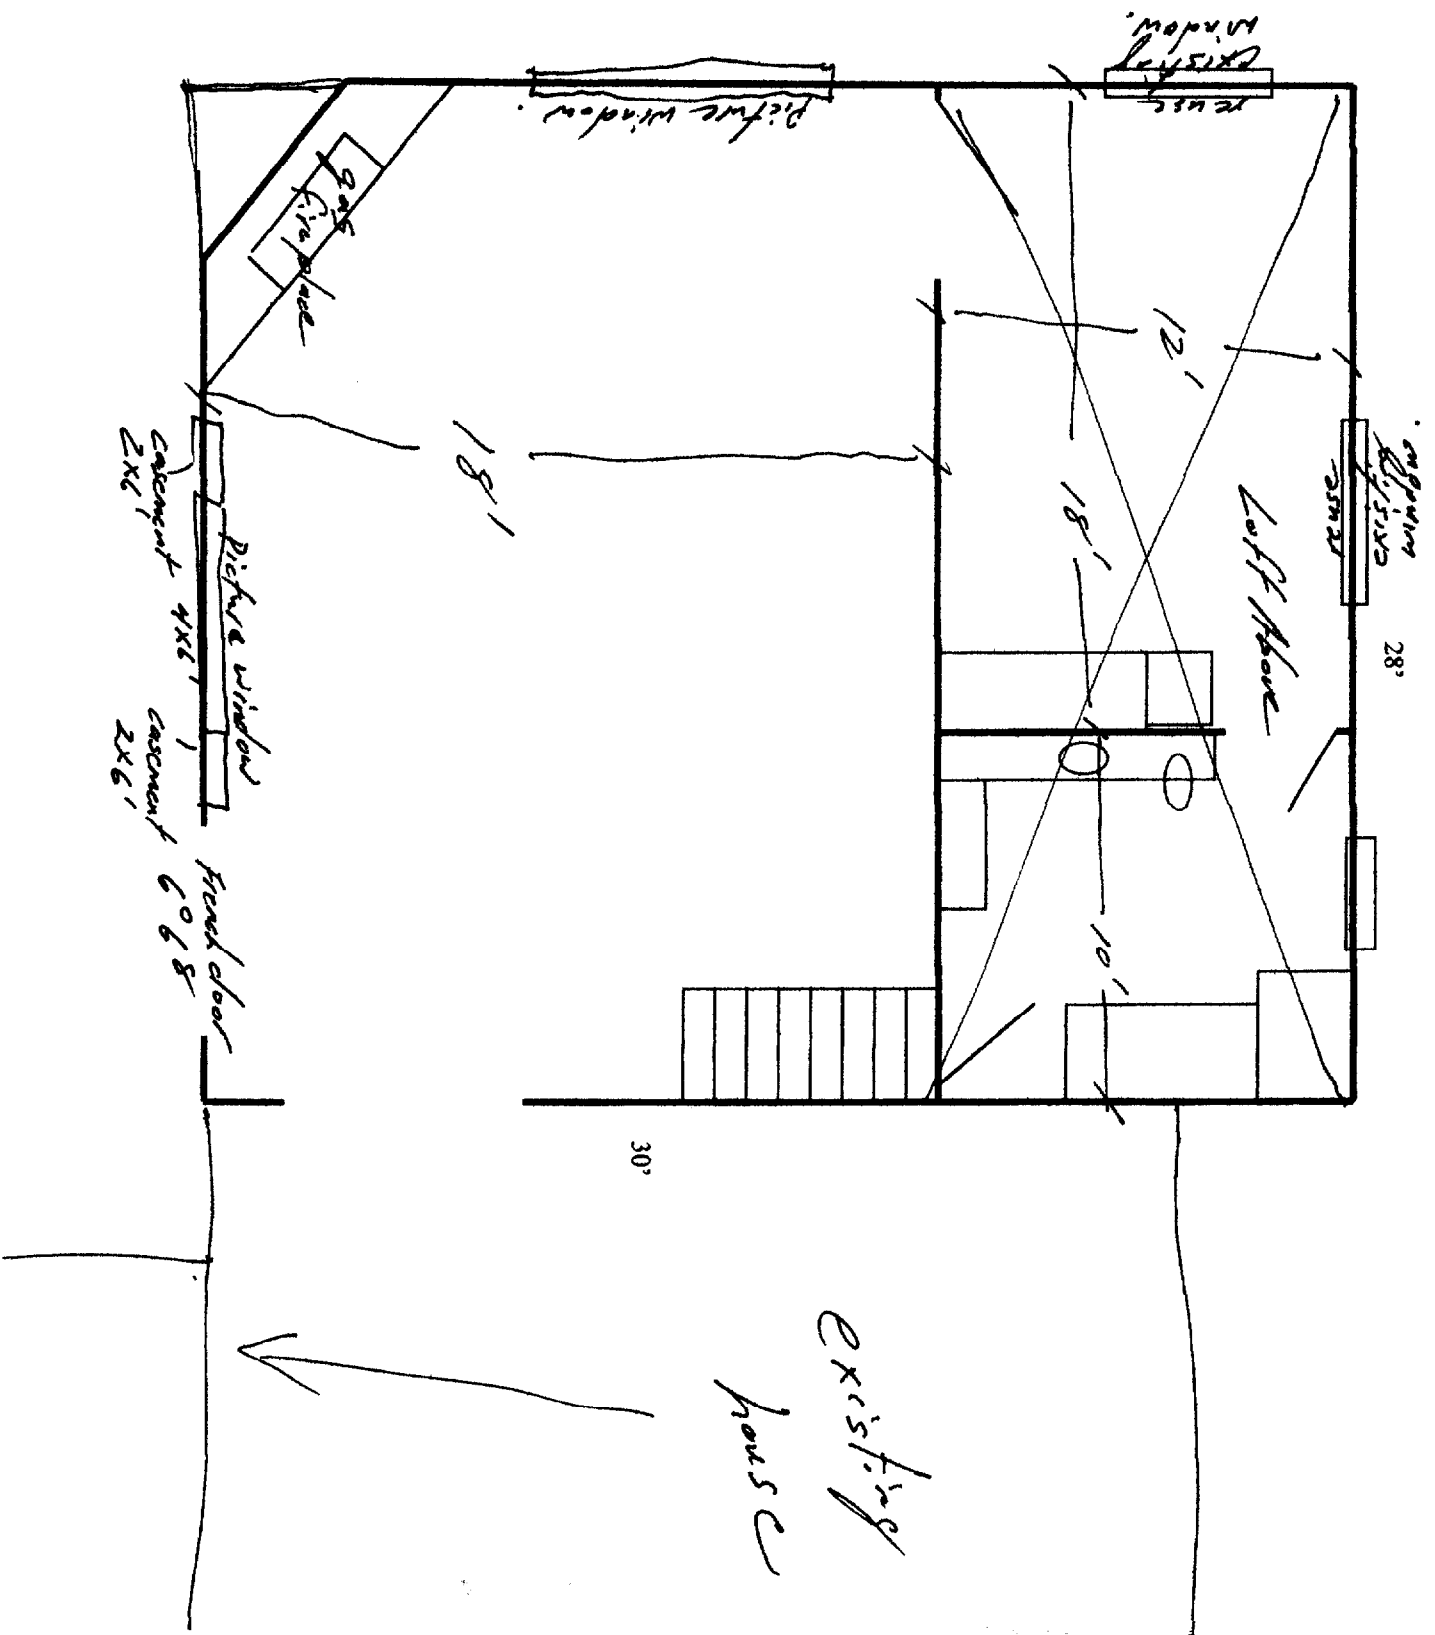 existing
window.
reuse
Picture window.
gas
fire place
12'
18'
18'
Loft Above
reuse
existing
window.
28'
casement
2x6'
Picture window
4x6'
casement
2x6'
French door
6° 6 8
10'
30'
existing
house